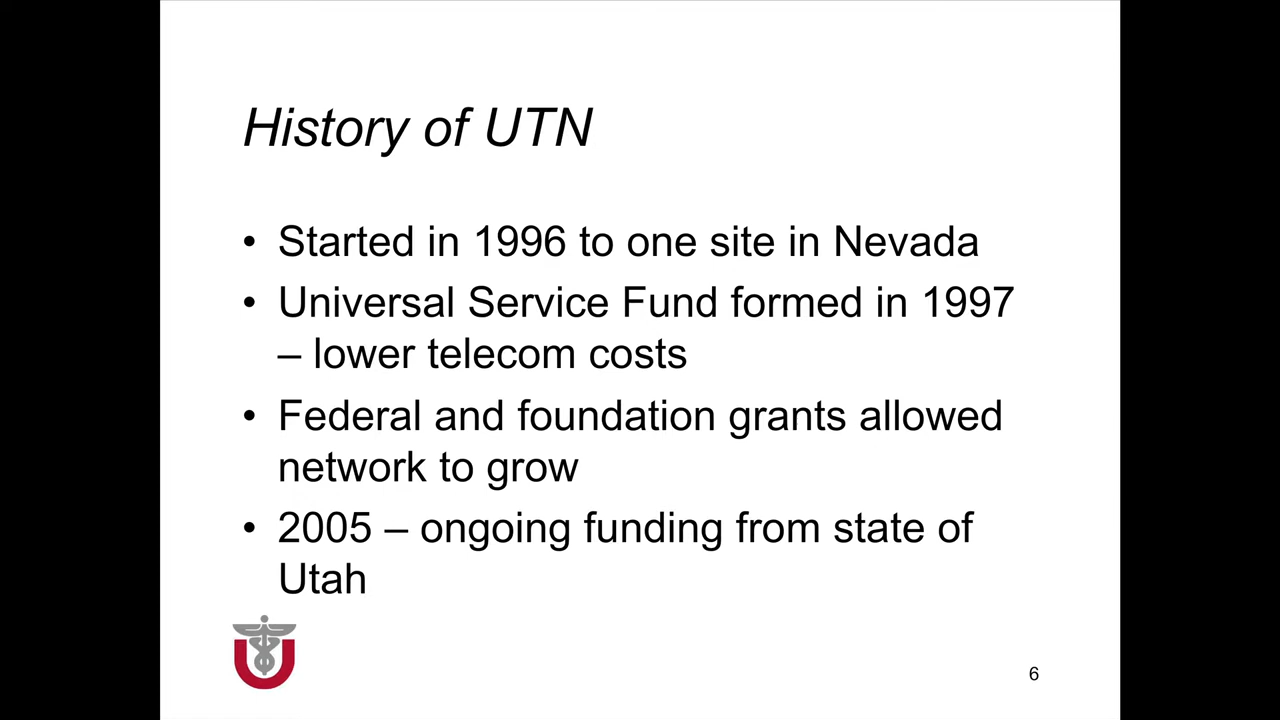 History of UTN
• Started in 1996 to one site in Nevada
• Universal Service Fund formed in 1997
– lower telecom costs
• Federal and foundation grants allowed
network to grow
• 2005 – ongoing funding from state of
Utah
U
6